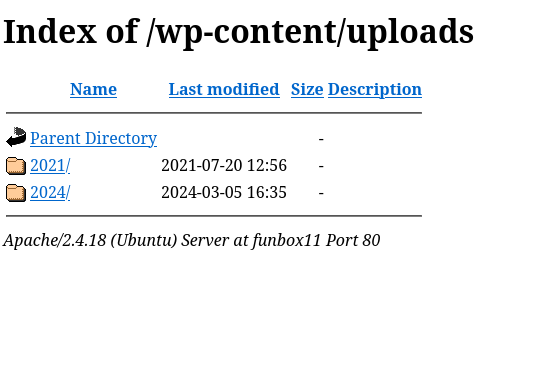 Index of /wp-content/uploads
Name Last modified Size Description
Parent Directory -
2021/ 2021-07-20 12:56 -
2024/ 2024-03-05 16:35 -
Apache/2.4.18 (Ubuntu) Server at funbox11 Port 80